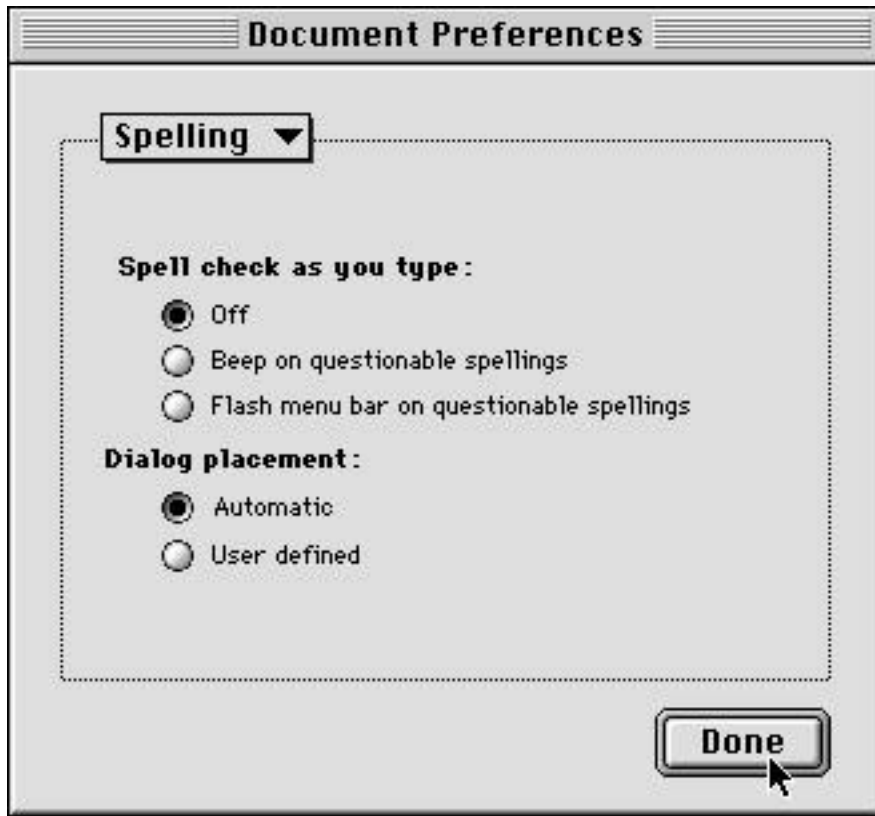 Document Preferences
Spelling
Spell check as you type:
Off
Beep on questionable spellings
Flash menu bar on questionable spellings
Dialog placement:
Automatic
User defined
Done